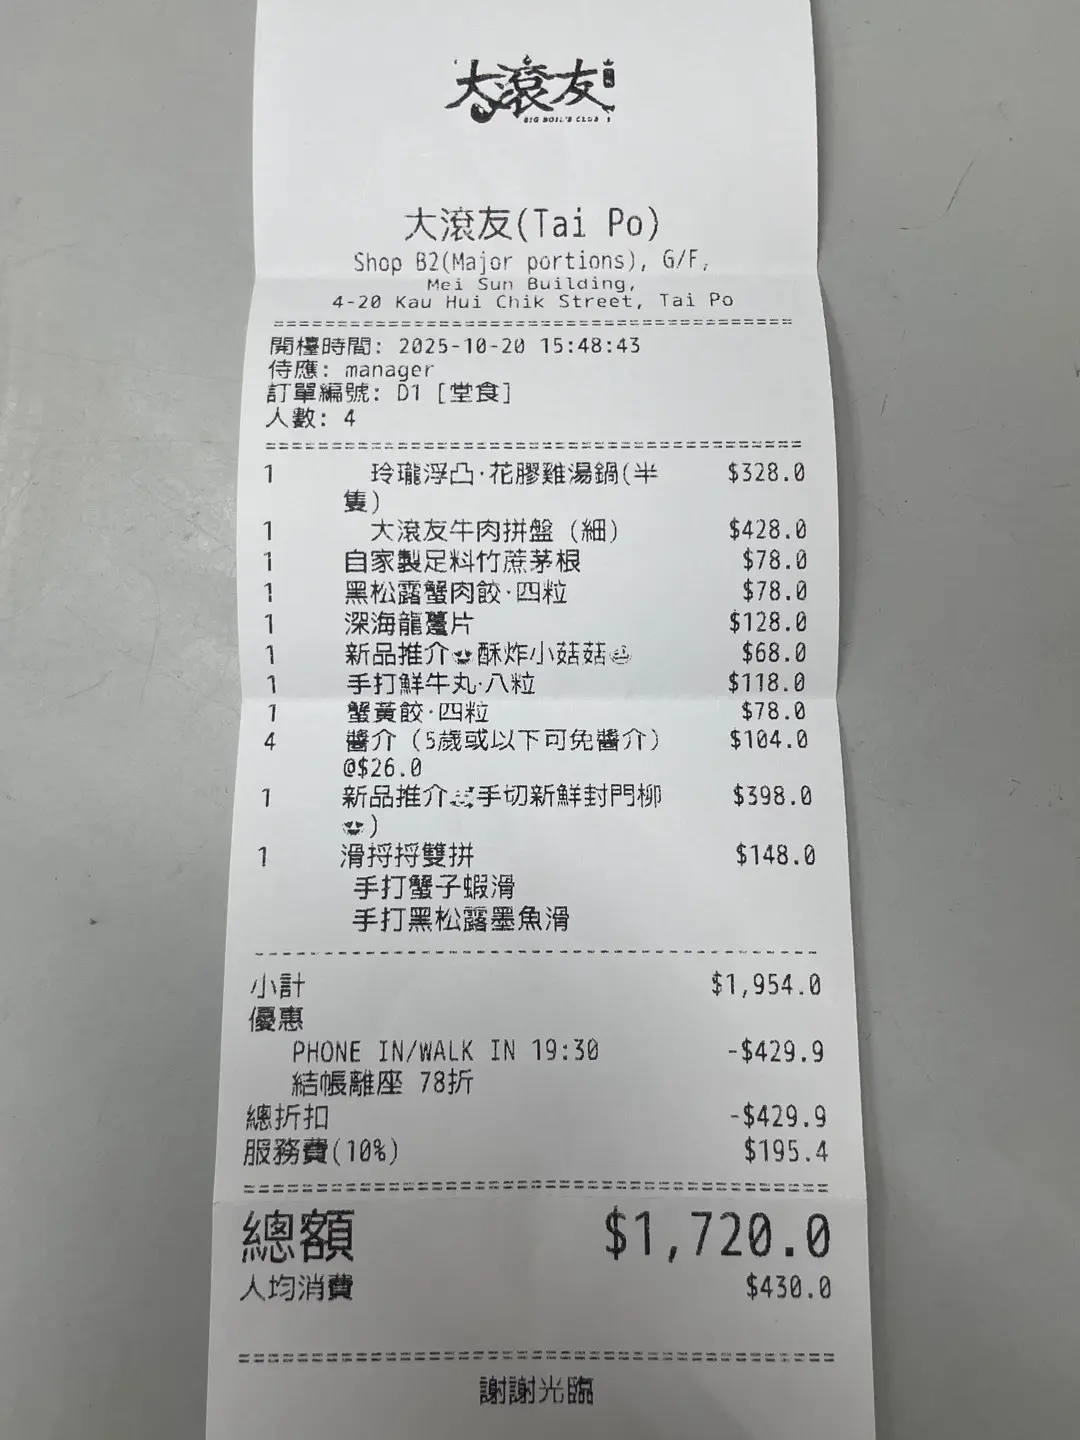 大滾友
BIG BOIL'S CLUB
大滾友(Tai Po)
Shop B2(Major portions), G/F,
Mei Sun Building,
4-20 Kau Hui Chik Street, Tai Po
開檯時間: 2025-10-20 15:48:43
侍應: manager
訂單編號: D1 [堂食]
人數: 4
1 玲瓏浮凸·花膠雞湯鍋(半 $328.0
隻)
1 大滾友牛肉拼盤 (細) $428.0
1 自家製足料竹蔗茅根 $78.0
1 黑松露蟹肉餃·四粒 $78.0
1 深海龍躉片 $128.0
1 新品推介😍酥炸小菇菇 $68.0
1 手打鮮牛丸·八粒 $118.0
1 蟹黃餃·四粒 $78.0
4 醬介 (5歲或以下可免醬介) $104.0
@$26.0
1 新品推介手切新鮮封門柳 $398.0
😍)
1 滑捋捋雙拼 $148.0
手打蟹子蝦滑
手打黑松露墨魚滑
小計 $1,954.0
優惠
PHONE IN/WALK IN 19:30 -$429.9
結帳離座 78折
總折扣 -$429.9
服務費(10%) $195.4
總額 $1,720.0
人均消費 $430.0
謝謝光臨